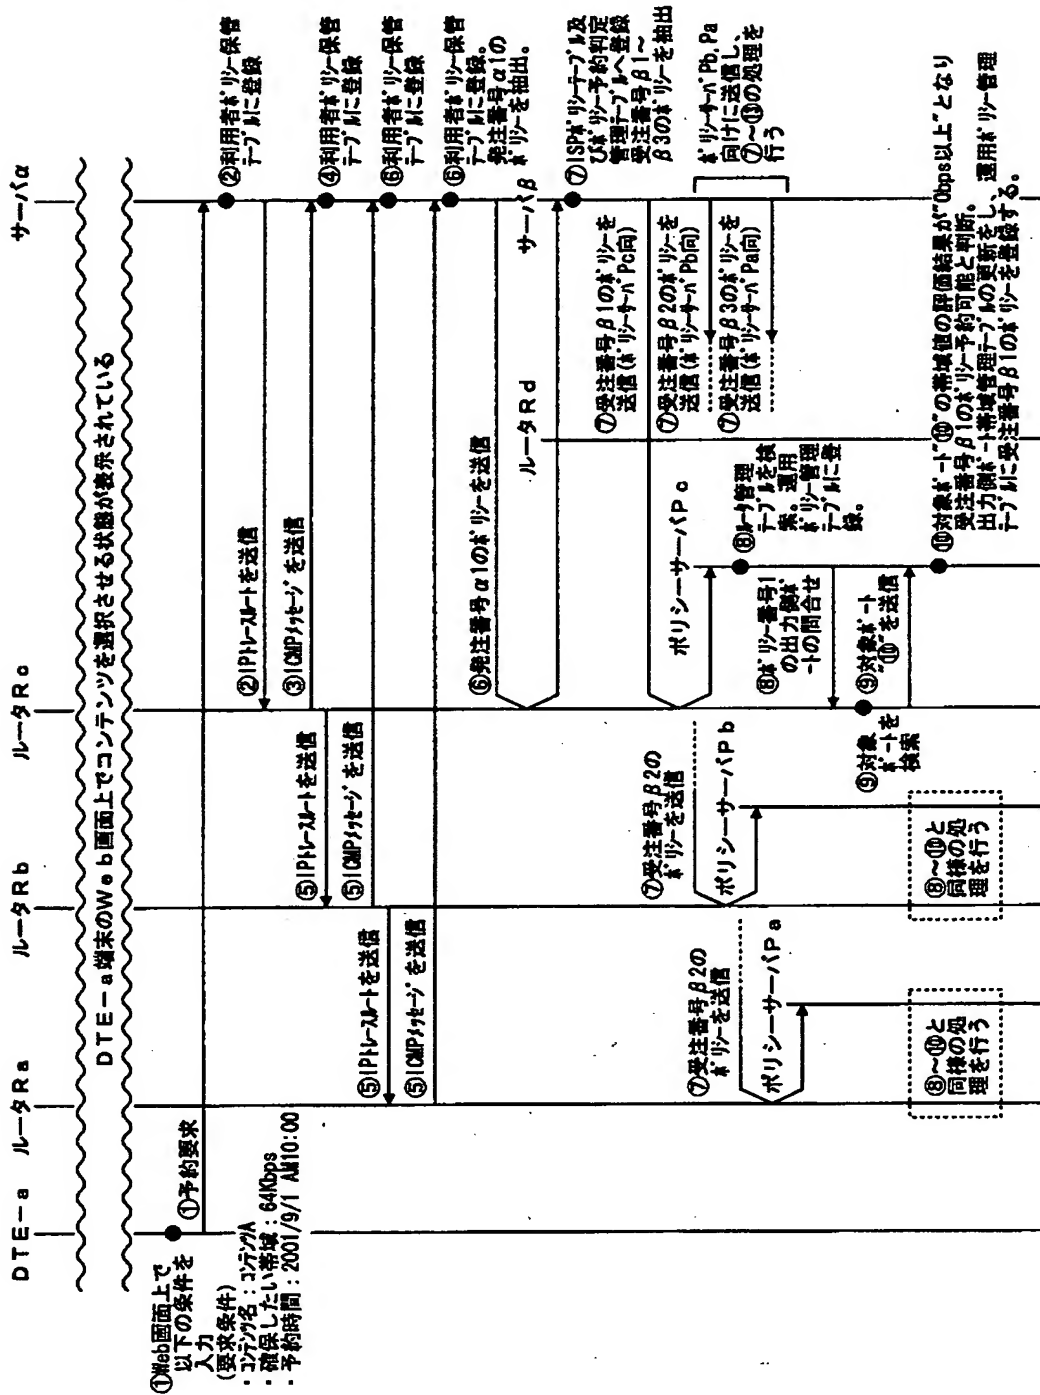 DTE－a
ルータRa
ルータRb
ルータRc
サーバα
DTE－a端末のWeb画面上でコンテンツを選択させる状態が表示されている
①Web画面上で
以下の条件を
入力
(要求条件)
・コンテンツ名：コンテンツA
・確保したい帯域：64Kbps
・予約時間：2001/9/1 AM10:00
①予約要求
②利用者ポリシー保管
テーブルに登録
②IPトレースルートを送信
③ICMPメッセージを送信
④利用者ポリシー保管
テーブルに登録
⑤IPトレースルートを送信
⑤ICMPメッセージを送信
⑥利用者ポリシー保管
テーブルに登録
⑤IPトレースルートを送信
⑤ICMPメッセージを送信
⑥利用者ポリシー保管
テーブルに登録。
発注番号α1の
ポリシーを抽出。
⑥発注番号α1のポリシーを送信
ルータRd
サーバβ
⑦ISPポリシーテーブル及
びポリシー予約判定
管理テーブルへ登録
受注番号β1～
β3のポリシーを抽出
⑦受注番号β1のポリシーを
送信(ポリシーサーバPc向)
⑦受注番号β2のポリシーを
送信(ポリシーサーバPb向)
⑦受注番号β3のポリシーを
送信(ポリシーサーバPa向)
ポリシーサーバPb,Pa
向けに送信し、
⑦～⑬の処理を
行う
⑦受注番号β2の
ポリシーを送信
ポリシーサーバPa
⑦受注番号β2の
ポリシーを送信
ポリシーサーバPb
ポリシーサーバPc
⑧ルータ管理
テーブルを検
索。運用
ポリシー管理
テーブルに登
録。
⑧ポリシー番号1
の出力側ポ
ートの問合せ
⑨対象
ポートを
検索
⑨対象ポート
"⑩"を送信
⑧～⑩と
同様の処
理を行う
⑧～⑩と
同様の処
理を行う
⑩対象ポート"⑩"の帯域値の評価結果が"0bps以上"となり
受注番号β1のポリシー予約可能と判断。
出力側ポート帯域管理テーブルの更新をし、運用ポリシー管理
テーブルに受注番号β1のポリシーを登録する。